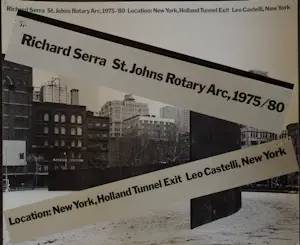 Richard Serra St. Johns Rotary Arc, 1975/80 Location: New York, Holland Tunnel Exit Leo Castelli, New York
Richard Serra St. Johns Rotary Arc, 1975/80
Location: New York, Holland Tunnel Exit Leo Castelli, New York